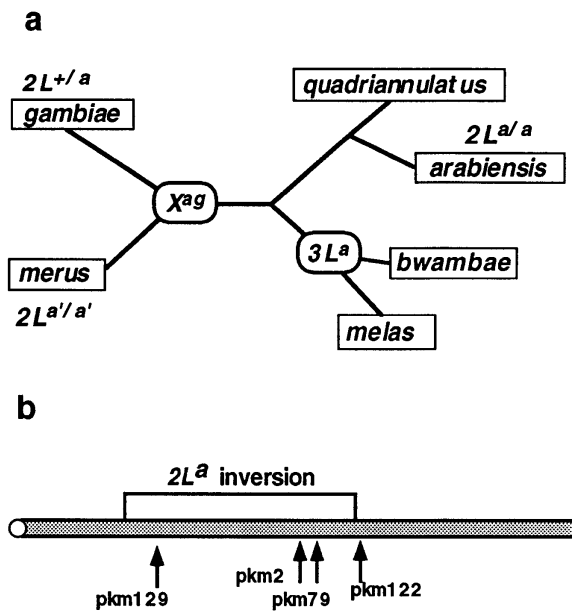 a
2L+/a
gambiae
quadriannulatus
2La/a
arabiensis
Xag
3La
bwambae
merus
2La'/a'
melas
b
2La inversion
pkm129
pkm2
pkm79
pkm122